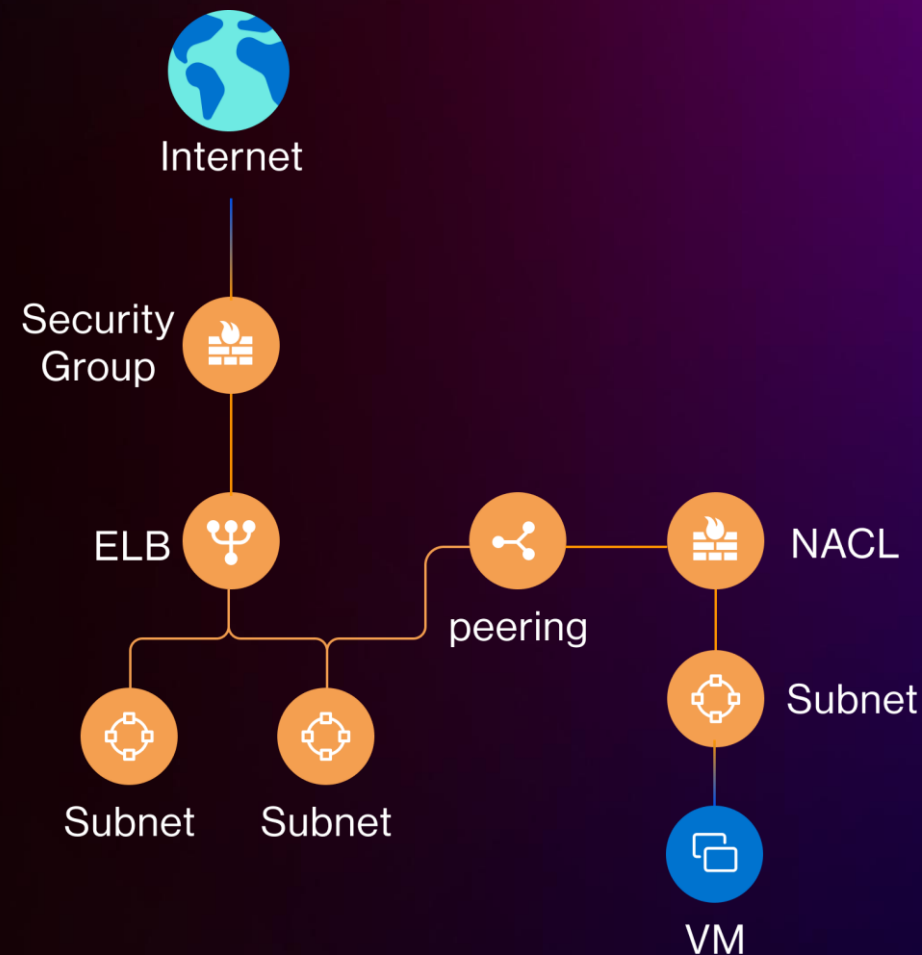 Internet
Security
Group
ELB
peering
NACL
Subnet
Subnet
Subnet
VM